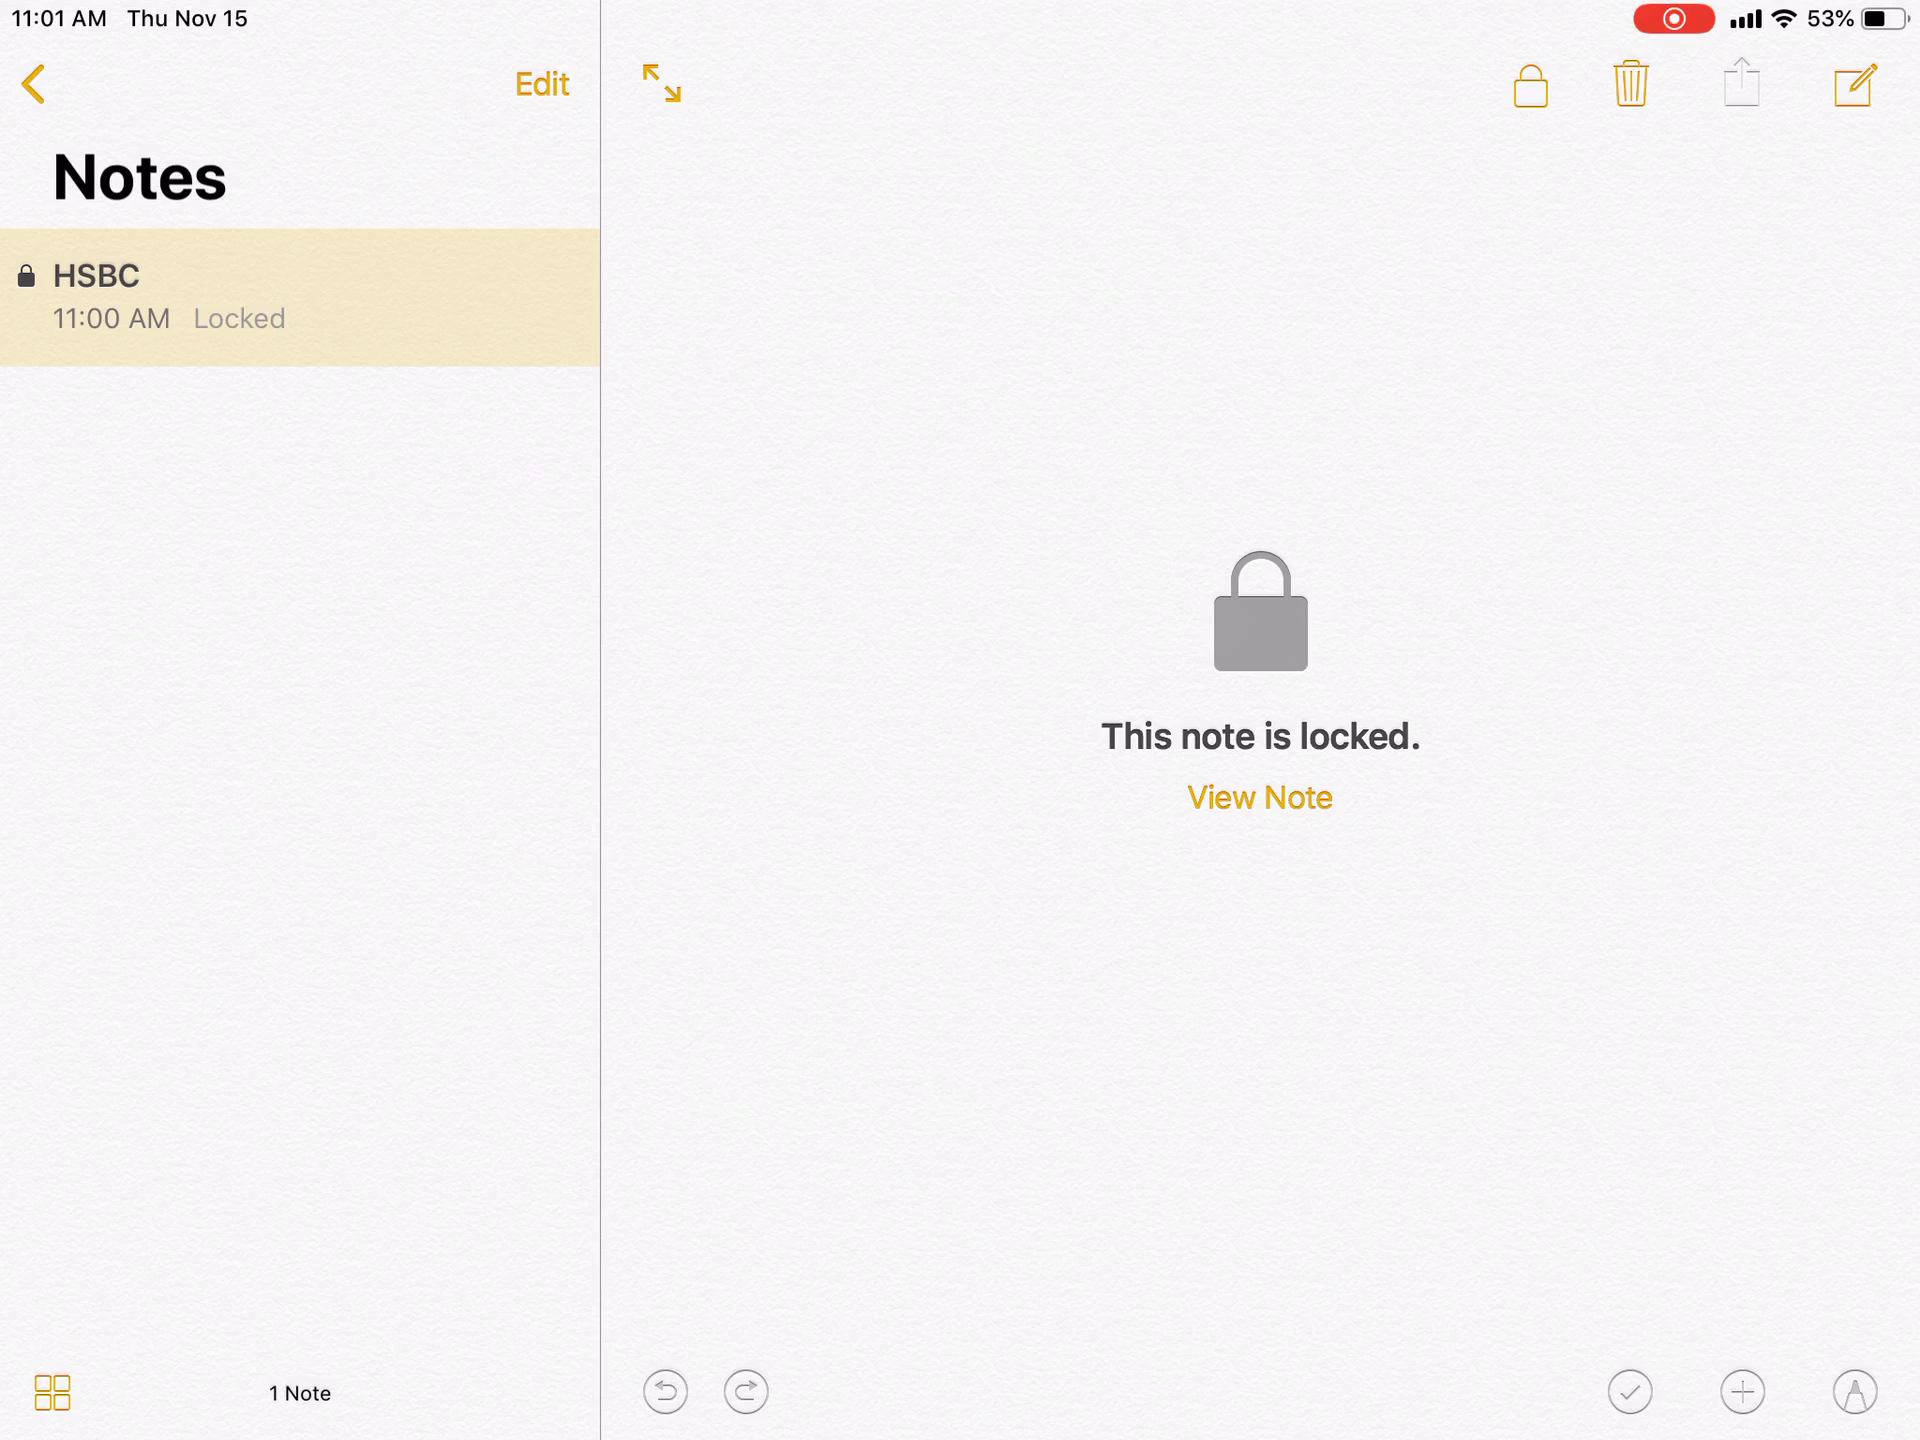 11:01 AM Thu Nov 15
53%
Edit
Notes
HSBC
11:00 AM Locked
This note is locked.
View Note
1 Note